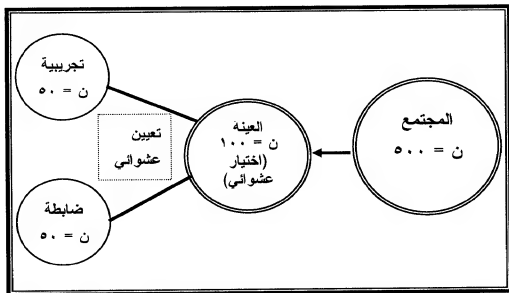 المجتمع
ن = ٥٠٠
العينة
ن = ١٠٠
(اختيار
عشوائي)
تعيين
عشوائي
تجريبية
ن = ٥٠
ضابطة
ن = ٥٠